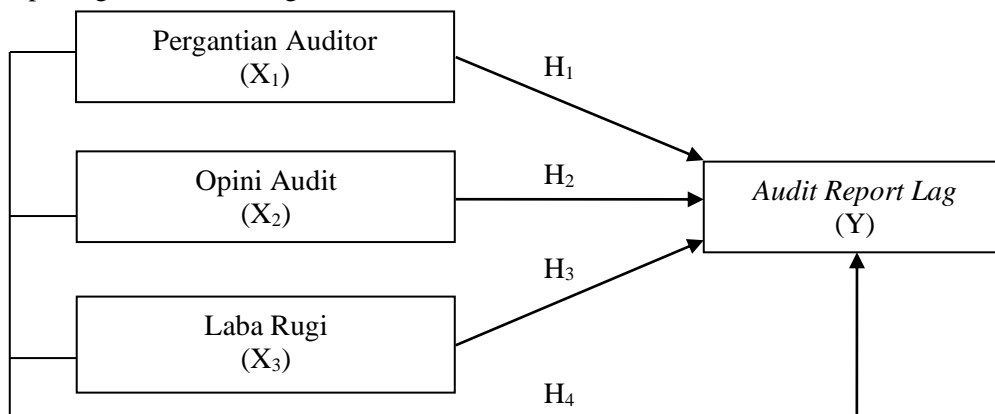 Pergantian Auditor
(X₁)
H₁
Opini Audit
(X₂)
H₂
Audit Report Lag
(Y)
H₃
Laba Rugi
(X₃)
H₄